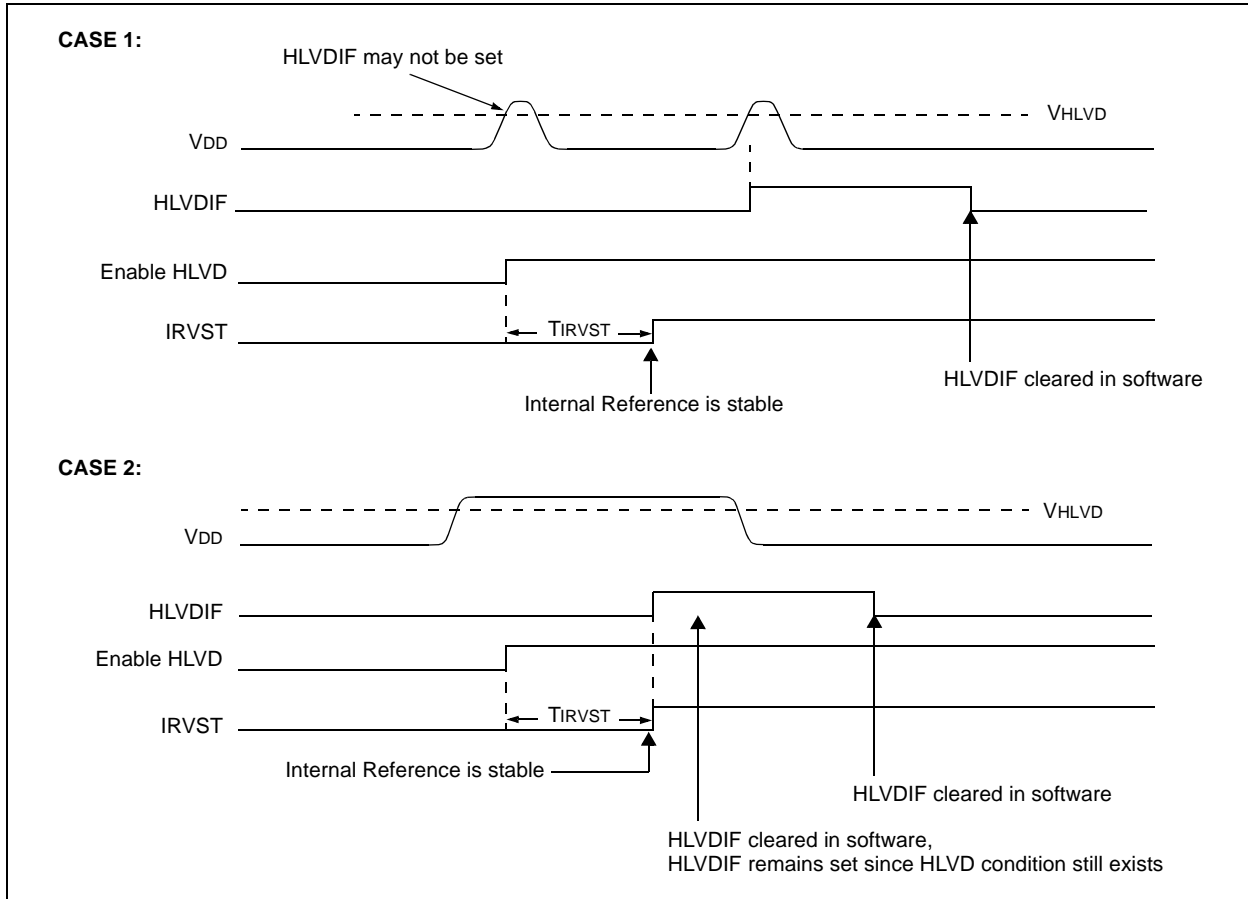 CASE 1:
HLVDIF may not be set
VHLVD
VDD
HLVDIF
Enable HLVD
IRVST
TIRVST
HLVDIF cleared in software
Internal Reference is stable
CASE 2:
VHLVD
VDD
HLVDIF
Enable HLVD
TIRVST
IRVST
Internal Reference is stable
HLVDIF cleared in software
HLVDIF cleared in software,
HLVDIF remains set since HLVD condition still exists